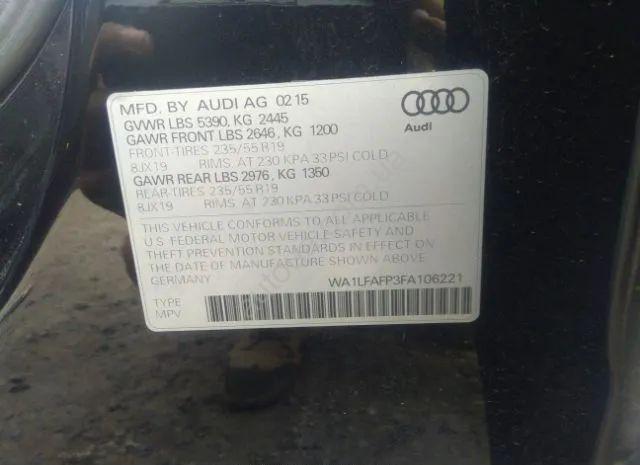 MFD. BY AUDI AG 02 15
GVWR LBS 5390, KG 2445
GAWR FRONT LBS 2646, KG 1200
FRONT-TIRES 235/55 R19
8JX19 RIMS. AT 230 KPA 33 PSI COLD
GAWR REAR LBS 2976, KG 1350
REAR-TIRES 235/55 R19
8JX19 RIMS. AT 230 KPA 33 PSI COLD
Audi
THIS VEHICLE CONFORMS TO ALL APPLICABLE
U.S. FEDERAL MOTOR VEHICLE SAFETY AND
THEFT PREVENTION STANDARDS IN EFFECT ON
THE DATE OF MANUFACTURE SHOWN ABOVE.
GERMANY
WA1LFAFP3FA106221
TYPE
MPV